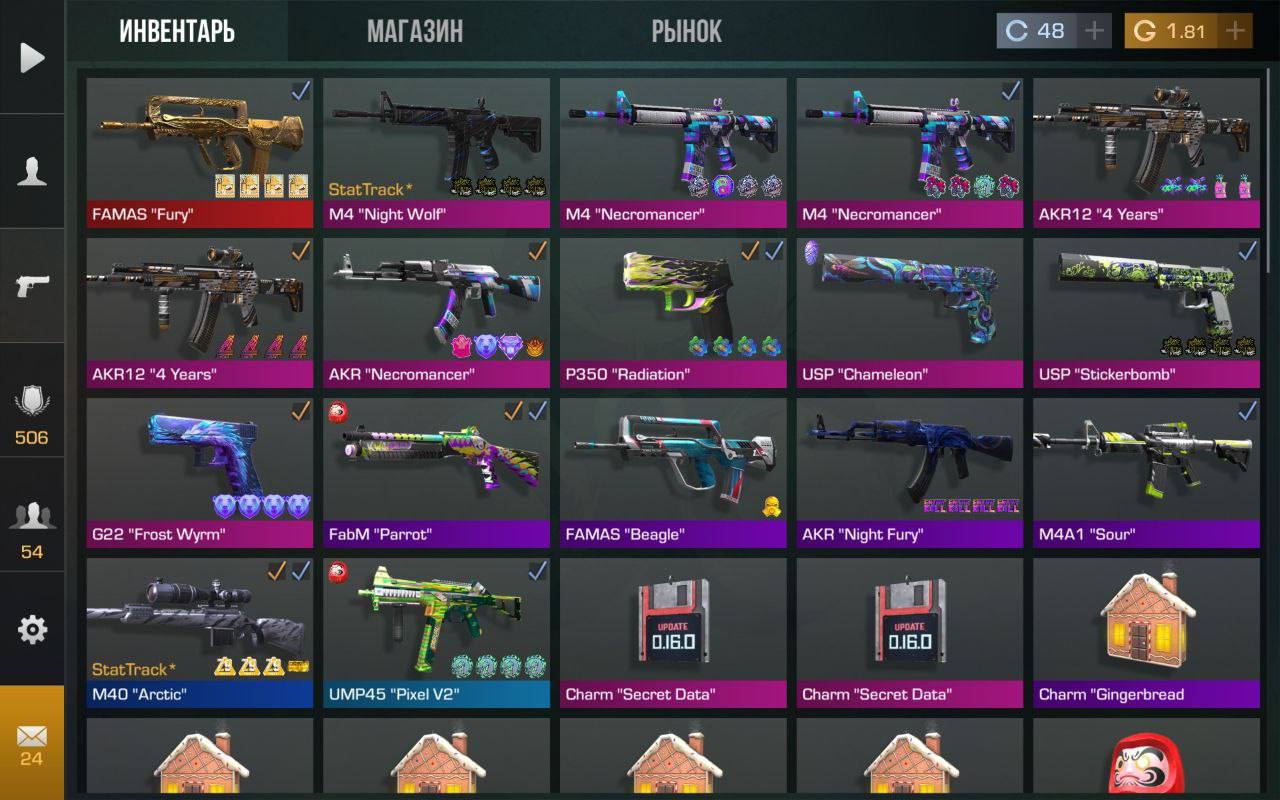 ИНВЕНТАРЬ МАГАЗИН РЫНОК C 48 + G 1.81 +
FAMAS "Fury"
StatTrack*
M4 "Night Wolf"
M4 "Necromancer"
M4 "Necromancer"
AKR12 "4 Years"
AKR12 "4 Years"
AKR "Necromancer"
P350 "Radiation"
USP "Chameleon"
USP "Stickerbomb"
506
G22 "Frost Wyrm"
FabM "Parrot"
FAMAS "Beagle"
AKR "Night Fury"
M4A1 "Sour"
54
StatTrack*
M40 "Arctic"
UMP45 "Pixel V2"
UPDATE
0.16.0
Charm "Secret Data"
UPDATE
0.16.0
Charm "Secret Data"
Charm "Gingerbread
24